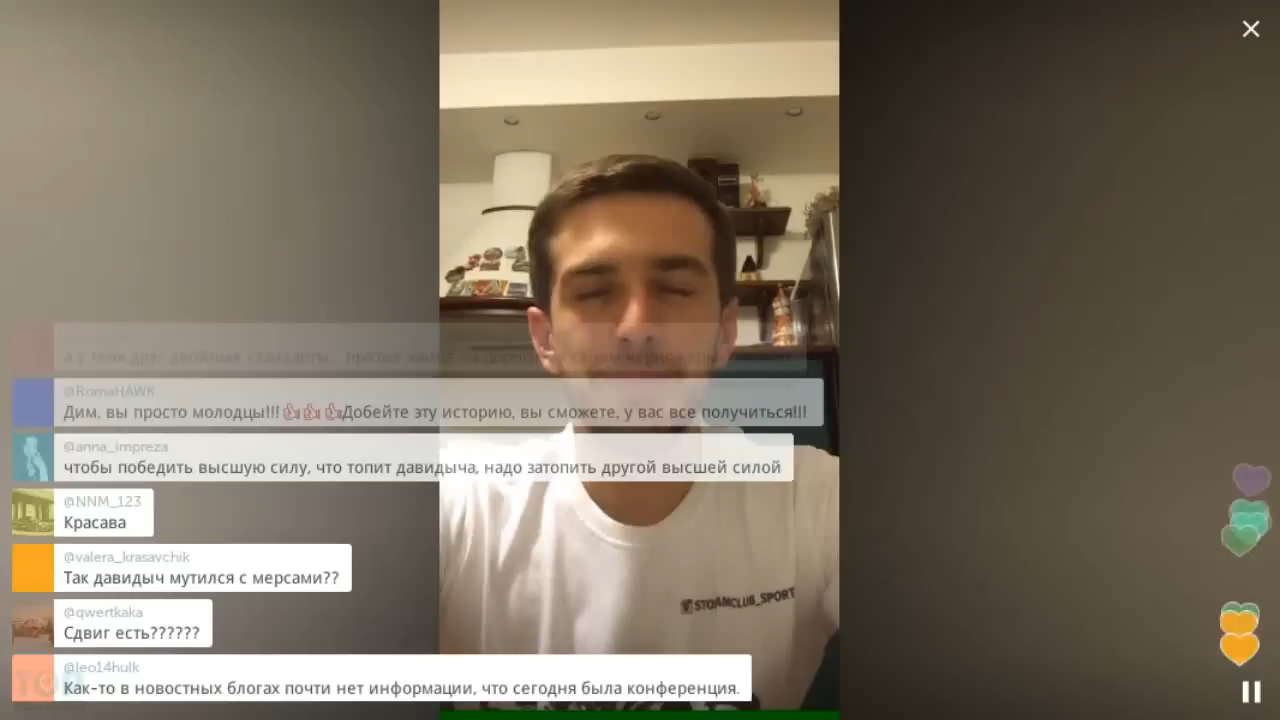 @RomaHAWK
Дим, вы просто молодцы!!!👍👍👍Добейте эту историю, вы сможете, у вас все получиться!!!
@anna_impreza
чтобы победить высшую силу, что топит давидыча, надо затопить другой высшей силой
@NNM_123
Красава
@valera_krasavchik
Так давидыч мутился с мерсами??
STOAMCLUB_SPORT
@qwertkaka
Сдвиг есть??????
@leo14hulk
Как-то в новостных блогах почти нет информации, что сегодня была конференция.